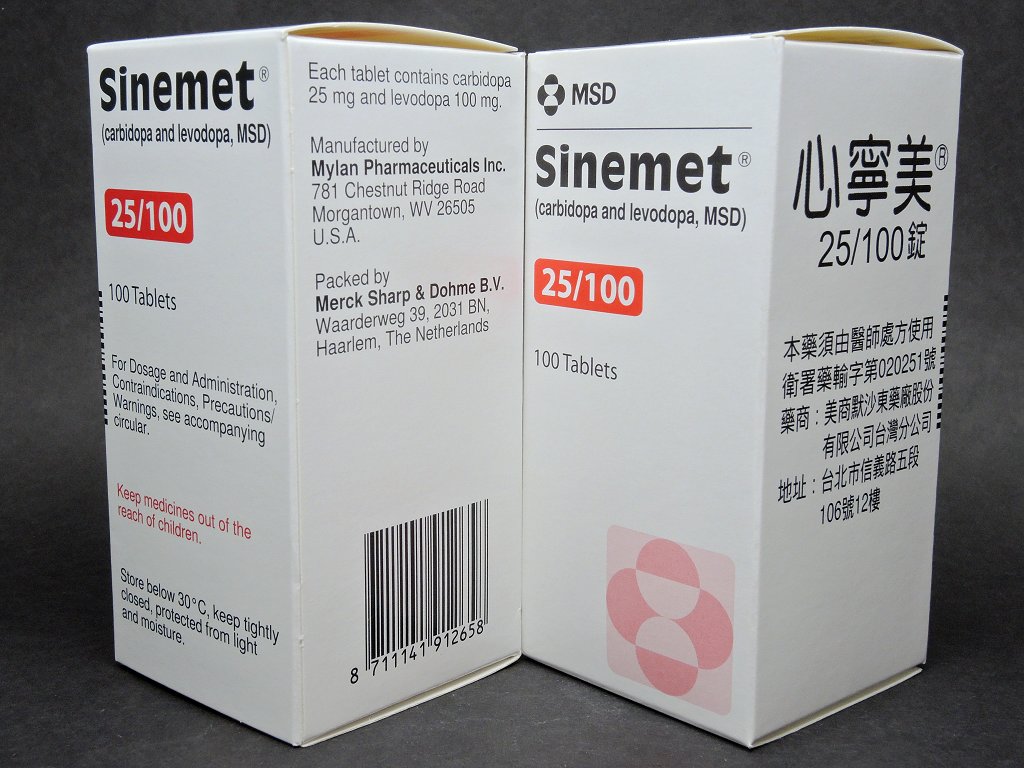 Sinemet®
(carbidopa and levodopa, MSD)
25/100
100 Tablets
For Dosage and Administration,
Contraindications, Precautions/
Warnings, see accompanying
circular.
Keep medicines out of the
reach of children.
Store below 30°C, keep tightly
closed, protected from light
and moisture.
Each tablet contains carbidopa
25 mg and levodopa 100 mg.
Manufactured by
Mylan Pharmaceuticals Inc.
781 Chestnut Ridge Road
Morgantown, WV 26505
U.S.A.
Packed by
Merck Sharp & Dohme B.V.
Waarderweg 39, 2031 BN,
Haarlem, The Netherlands
8 711141 912658
MSD
Sinemet®
(carbidopa and levodopa, MSD)
25/100
100 Tablets
心寧美®
25/100錠
本藥須由醫師處方使用
衛署藥輸字第020251號
藥商：美商默沙東藥廠股份
有限公司台灣分公司
地址：台北市信義路五段
106號12樓